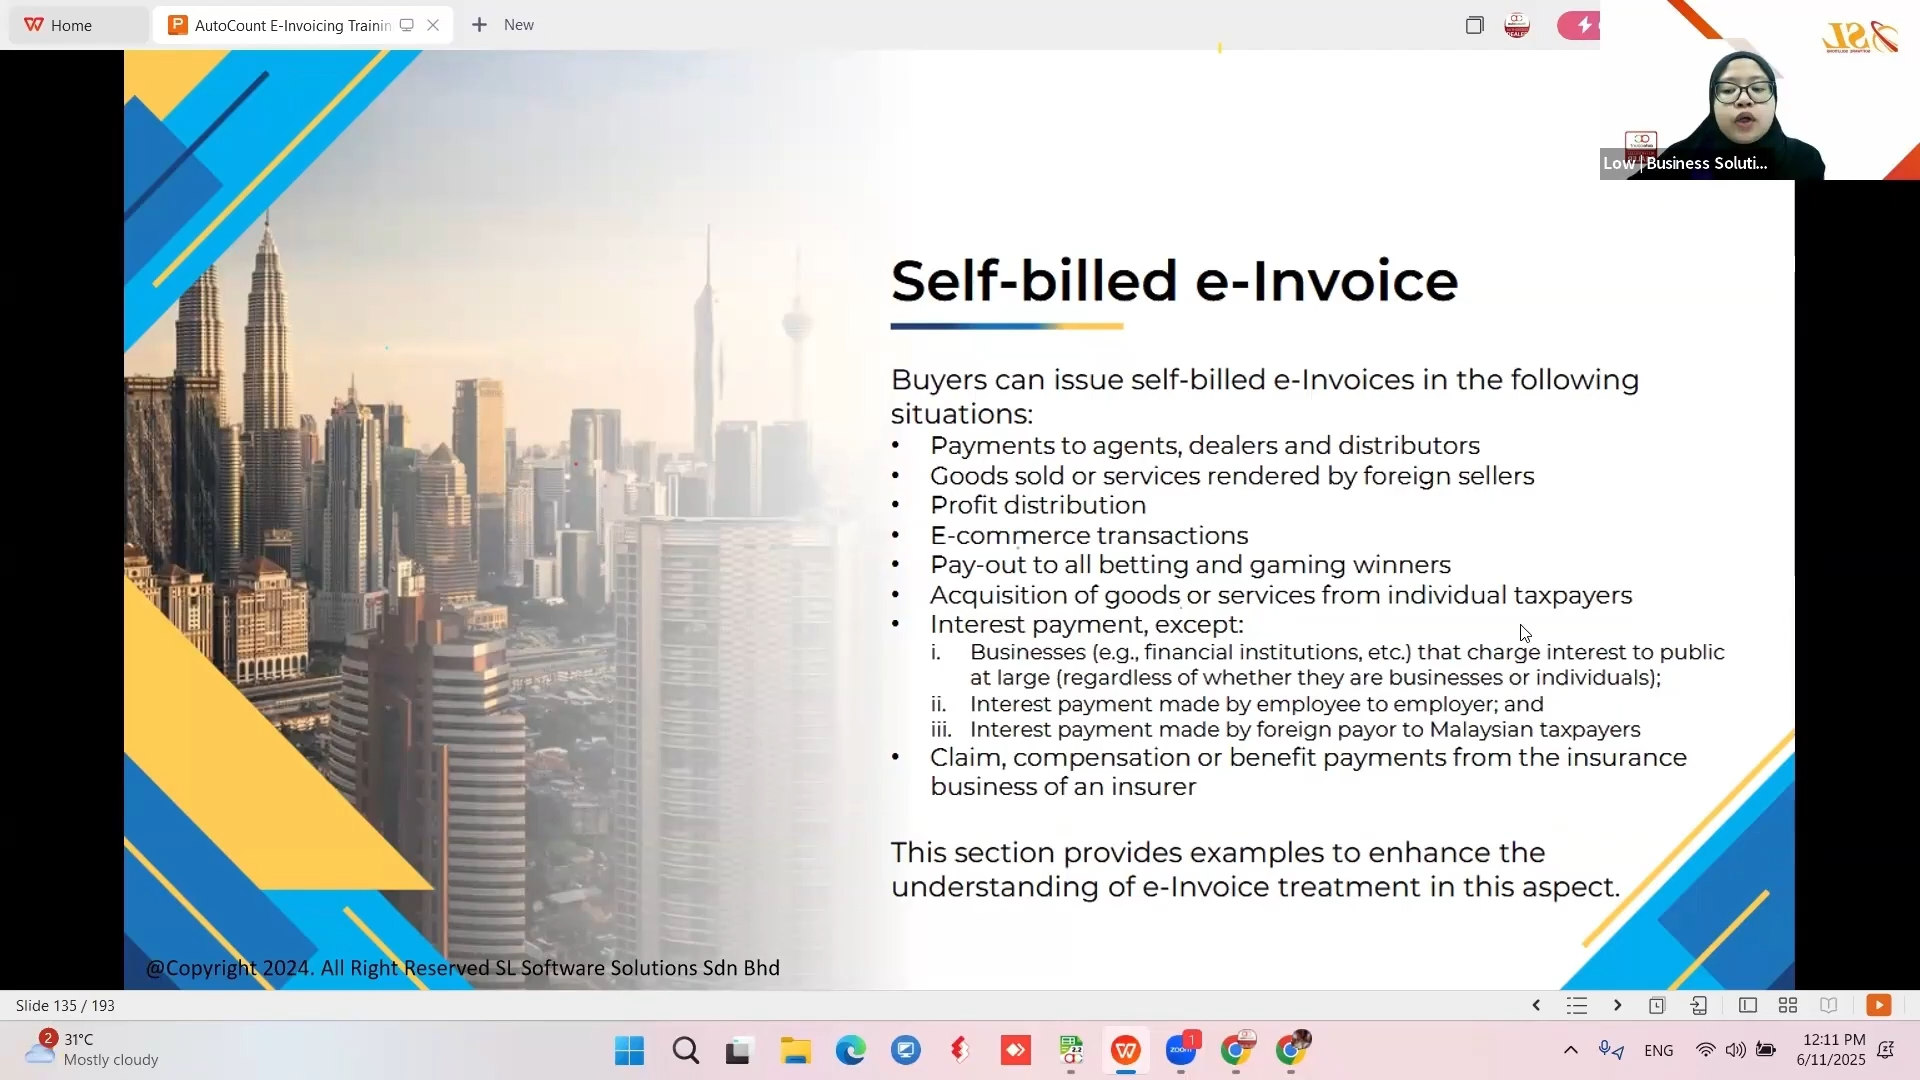 Home
AutoCount E-Invoicing Trainin
New
SL
Low | Business Soluti...
Self-billed e-Invoice
Buyers can issue self-billed e-Invoices in the following
situations:
• Payments to agents, dealers and distributors
• Goods sold or services rendered by foreign sellers
• Profit distribution
• E-commerce transactions
• Pay-out to all betting and gaming winners
• Acquisition of goods or services from individual taxpayers
• Interest payment, except:
i. Businesses (e.g., financial institutions, etc.) that charge interest to public
at large (regardless of whether they are businesses or individuals);
ii. Interest payment made by employee to employer; and
iii. Interest payment made by foreign payor to Malaysian taxpayers
• Claim, compensation or benefit payments from the insurance
business of an insurer
This section provides examples to enhance the
understanding of e-Invoice treatment in this aspect.
@Copyright 2024. All Right Reserved SL Software Solutions Sdn Bhd
Slide 135 / 193
2
31°C
Mostly cloudy
2.2
zoom
1
ENG
12:11 PM
6/11/2025